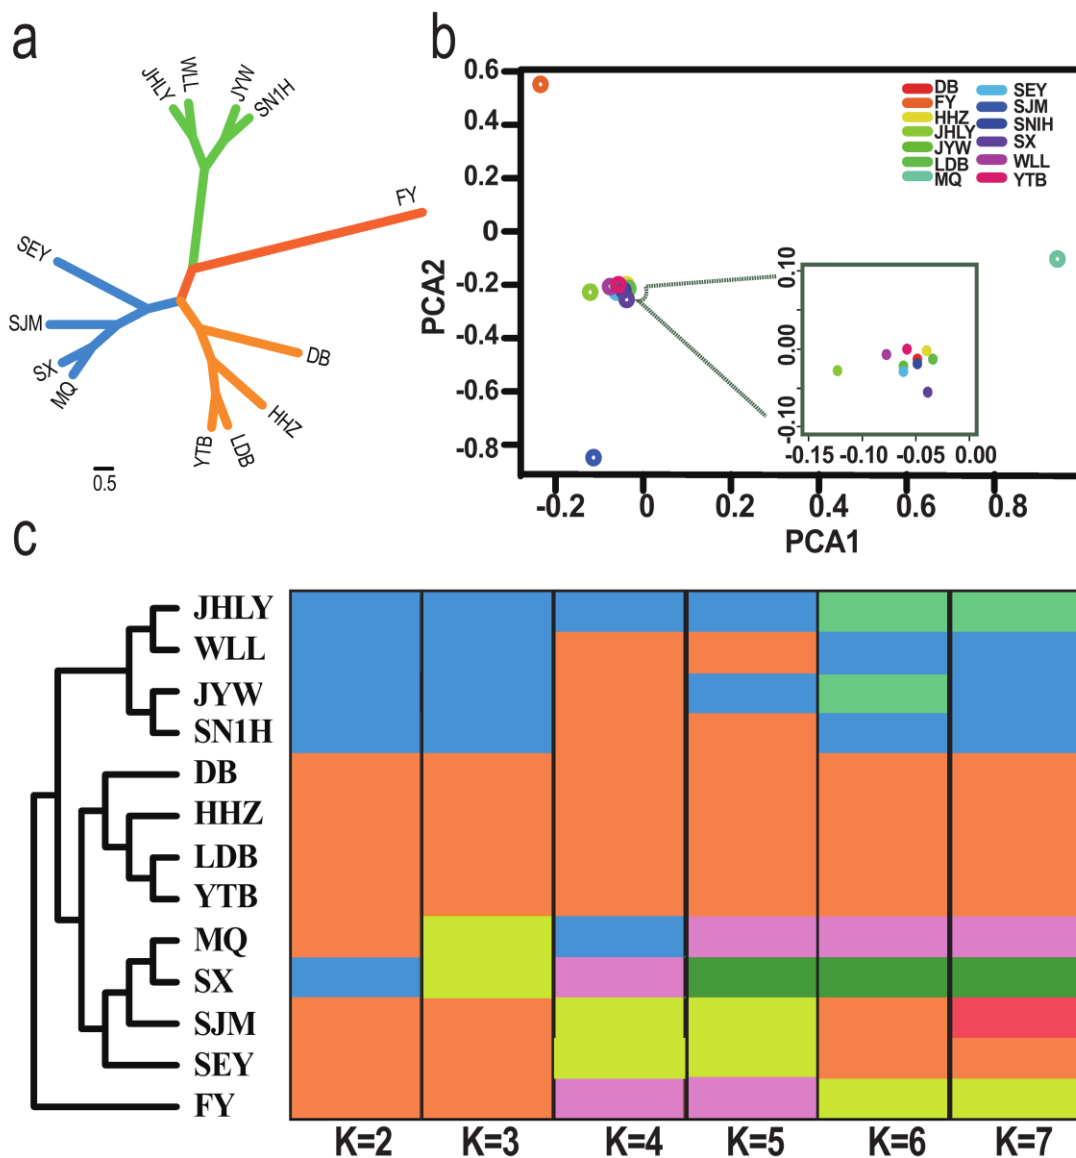 a
JHLY
WLL
JYW
SN1H
FY
SEY
SJM
SX
MQ
DB
HHZ
LDB
YTB
0.5
b
0.6
0.4
0.2
0
-0.2
-0.4
-0.6
-0.8
PCA2
-0.2
0
0.2
0.4
0.6
0.8
PCA1
DB
FY
HHZ
JHLY
JYW
LDB
MQ
SEY
SJM
SNIH
SX
WLL
YTB
0.10
0.00
-0.10
-0.15
-0.10
-0.05
0.00
c
JHLY
WLL
JYW
SN1H
DB
HHZ
LDB
YTB
MQ
SX
SJM
SEY
FY
K=2 K=3 K=4 K=5 K=6 K=7